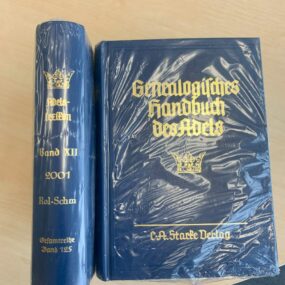 Adels-
lexikon
Band XII
2001
Rol-Schm
Gesamtreihe
Band 125
Genealogisches
Handbuch
des Adels
C.A. Starke Verlag